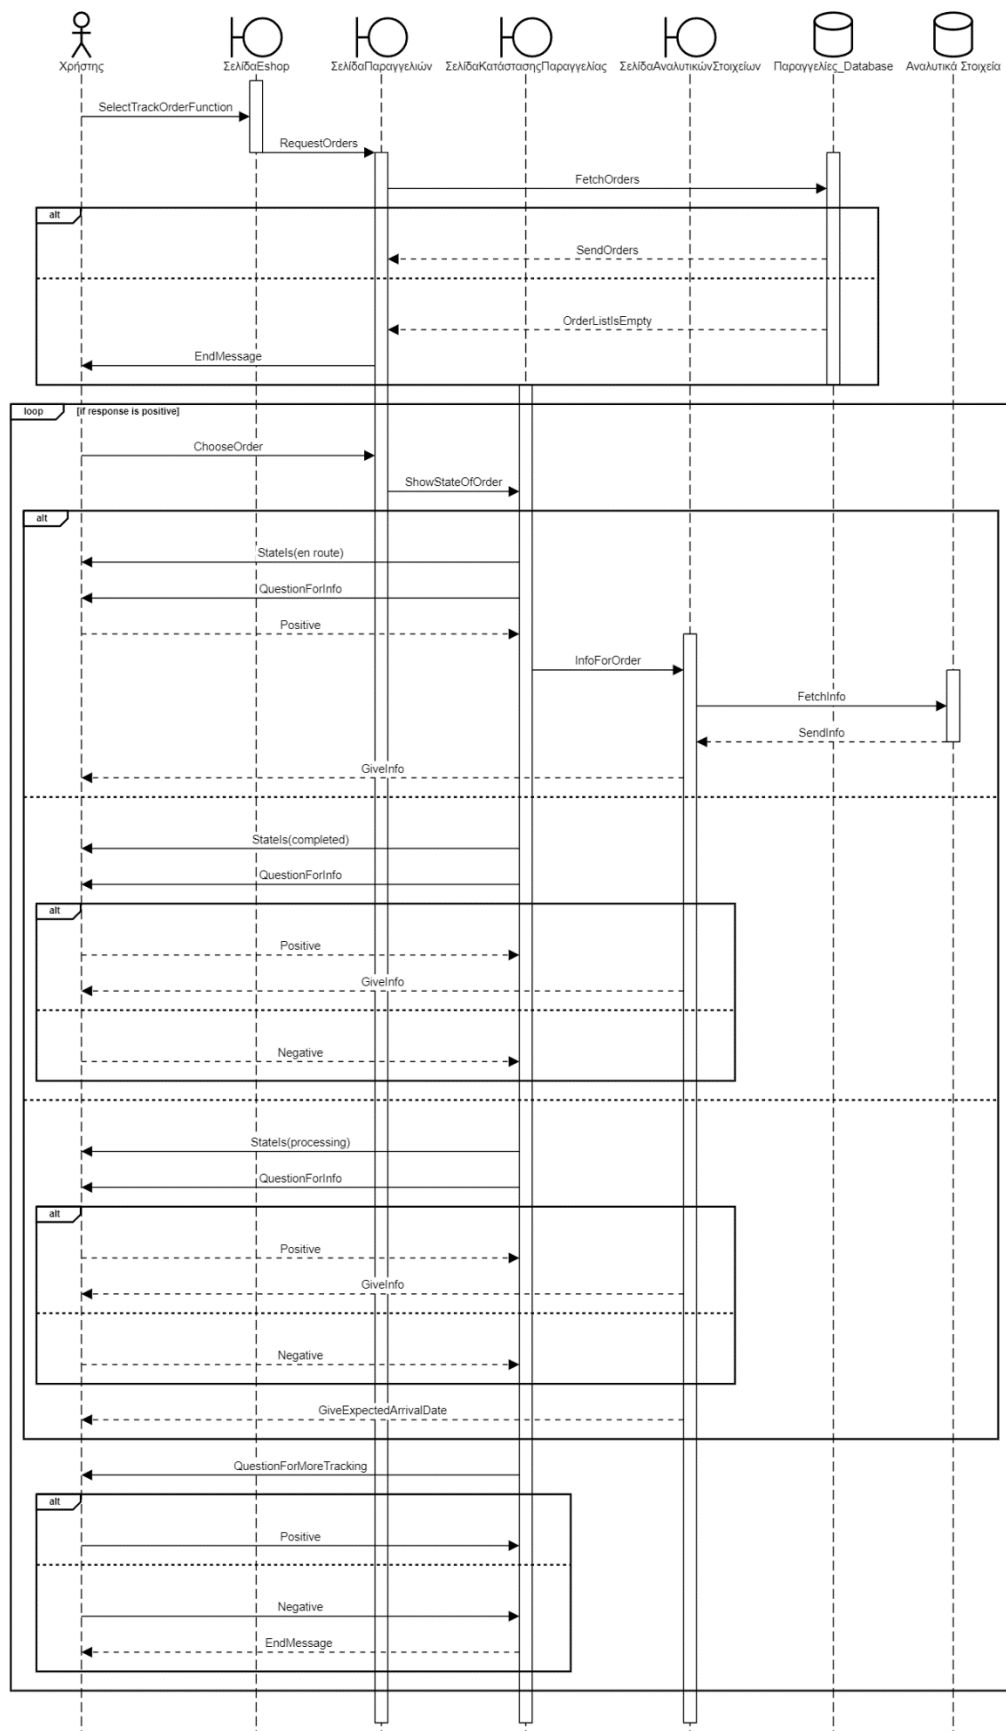 Χρήστης
ΣελίδαEshop
ΣελίδαΠαραγγελιών
ΣελίδαΚατάστασηςΠαραγγελίας
ΣελίδαΑναλυτικώνΣτοιχείων
Παραγγελίες_Database
Αναλυτικά Στοιχεία
SelectTrackOrderFunction
RequestOrders
FetchOrders
alt
SendOrders
OrderListIsEmpty
EndMessage
loop [if response is positive]
ChooseOrder
ShowStateOfOrder
alt
StateIs(en route)
QuestionForInfo
Positive
InfoForOrder
FetchInfo
SendInfo
GiveInfo
StateIs(completed)
QuestionForInfo
alt
Positive
GiveInfo
Negative
StateIs(processing)
QuestionForInfo
alt
Positive
GiveInfo
Negative
GiveExpectedArrivalDate
QuestionForMoreTracking
alt
Positive
Negative
EndMessage